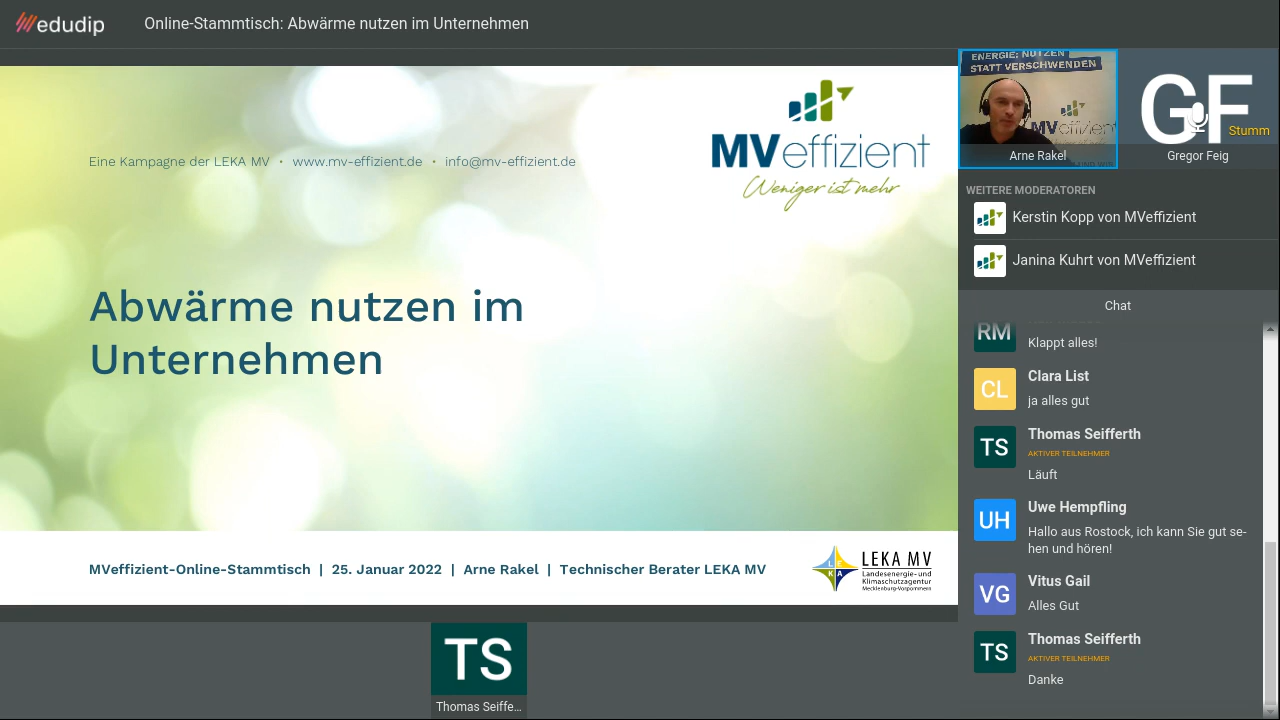 edudip
Online-Stammtisch: Abwärme nutzen im Unternehmen
Eine Kampagne der LEKA MV • www.mv-effizient.de • info@mv-effizient.de
MVeffizient
Weniger ist mehr
Abwärme nutzen im
Unternehmen
MVeffizient-Online-Stammtisch | 25. Januar 2022 | Arne Rakel | Technischer Berater LEKA MV
LEKA MV
Landesenergie- und
Klimaschutzagentur
Mecklenburg-Vorpommern
TS
Thomas Seiffe...
ENERGIE: NUTZEN
STATT VERSCHWENDEN
MVeffizient
Arne Rakel
GF
Stumm
Gregor Feig
WEITERE MODERATOREN
Kerstin Kopp von MVeffizient
Janina Kuhrt von MVeffizient
Chat
RM
Klappt alles!
CL
Clara List
ja alles gut
TS
Thomas Seifferth
AKTIVER TEILNEHMER
Läuft
UH
Uwe Hempfling
Hallo aus Rostock, ich kann Sie gut se-
hen und hören!
VG
Vitus Gail
Alles Gut
TS
Thomas Seifferth
AKTIVER TEILNEHMER
Danke